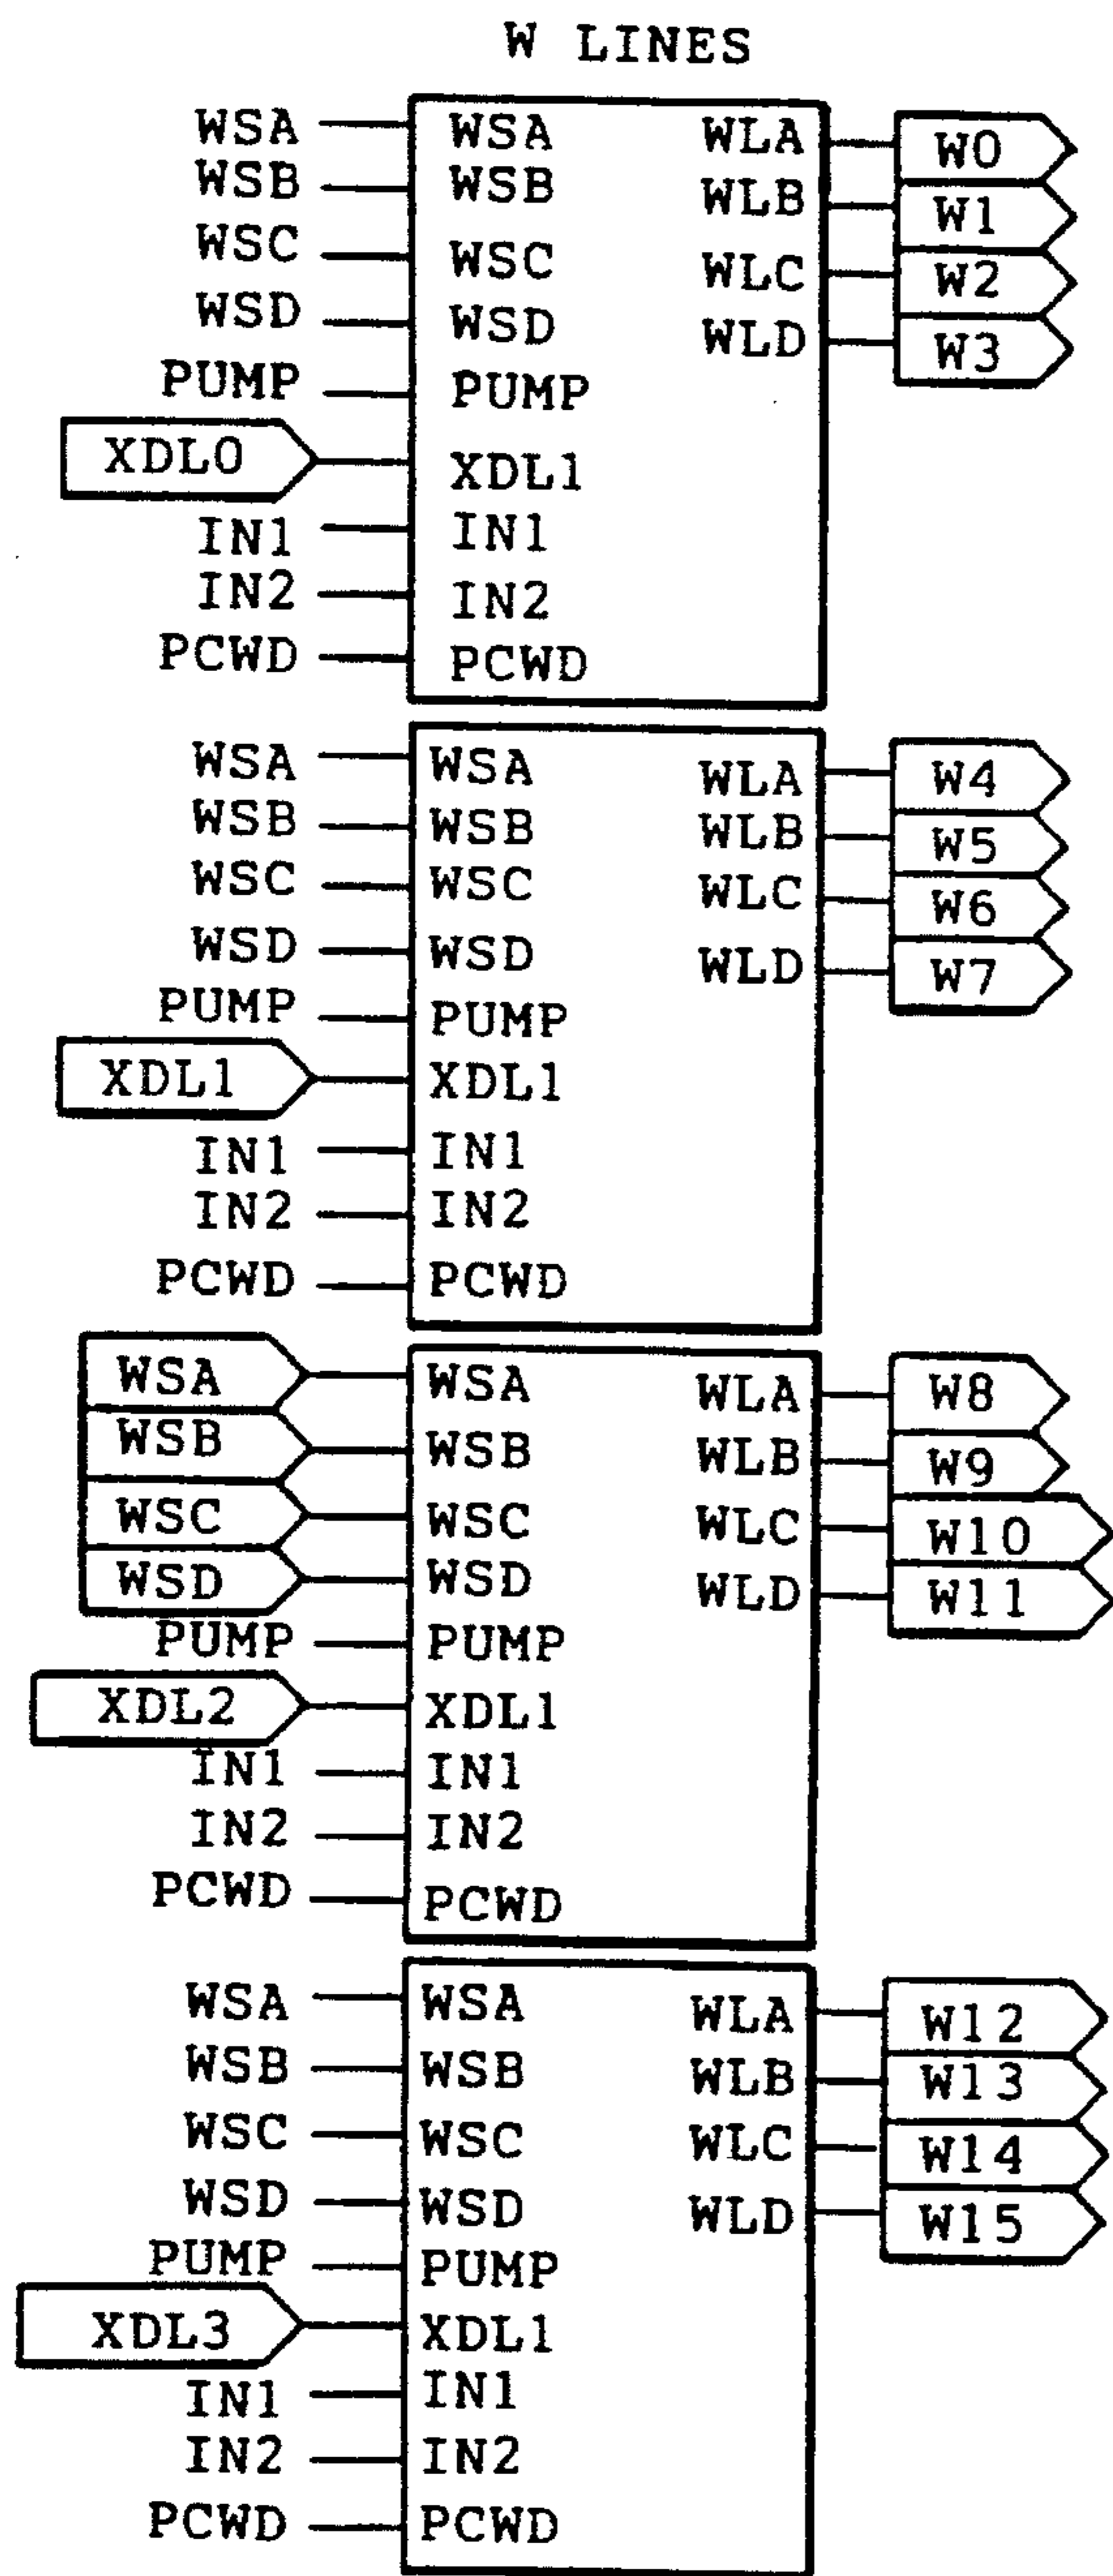 W LINES
WSA WSA WLA W0
WSB WSB WLB W1
WSC WSC WLC W2
WSD WSD WLD W3
PUMP PUMP
XDL0 XDL1
IN1 IN1
IN2 IN2
PCWD PCWD
WSA WSA WLA W4
WSB WSB WLB W5
WSC WSC WLC W6
WSD WSD WLD W7
PUMP PUMP
XDL1 XDL1
IN1 IN1
IN2 IN2
PCWD PCWD
WSA WSA WLA W8
WSB WSB WLB W9
WSC WSC WLC W10
WSD WSD WLD W11
PUMP PUMP
XDL2 XDL1
IN1 IN1
IN2 IN2
PCWD PCWD
WSA WSA WLA W12
WSB WSB WLB W13
WSC WSC WLC W14
WSD WSD WLD W15
PUMP PUMP
XDL3 XDL1
IN1 IN1
IN2 IN2
PCWD PCWD